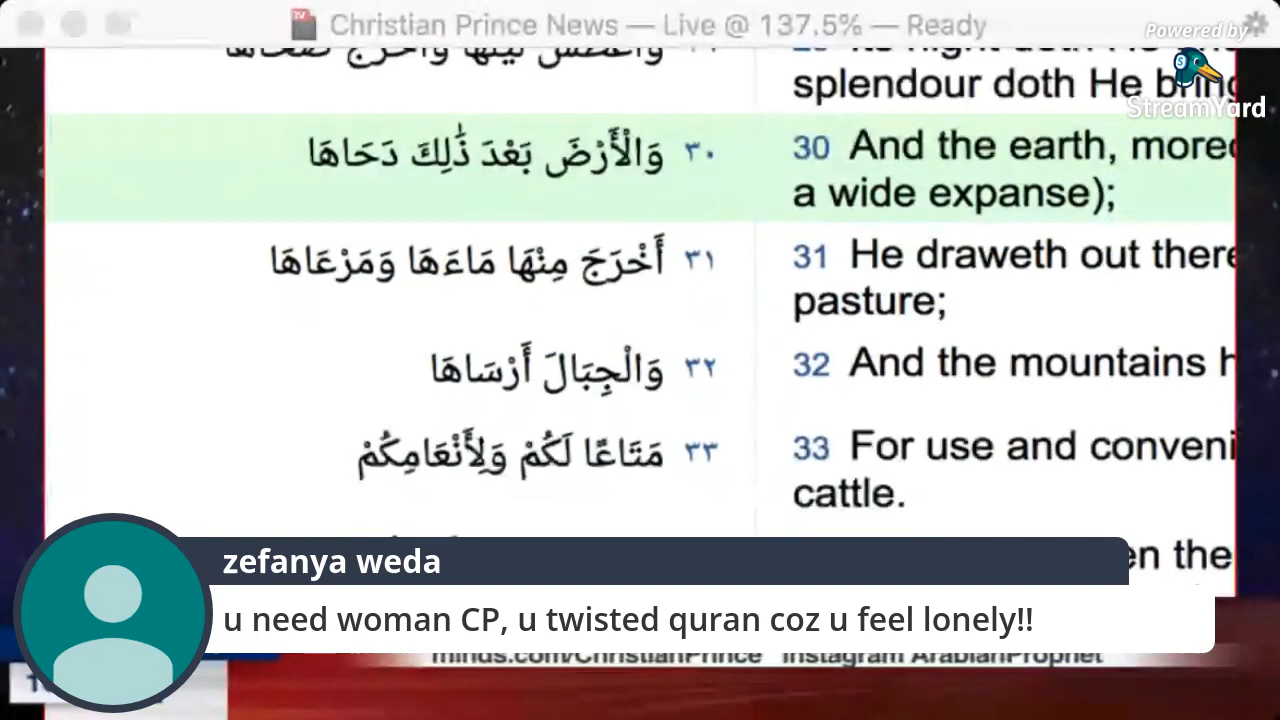 Christian Prince News — Live @ 137.5% — Ready
Powered by
StreamYard
splendour doth He bring
وَالْأَرْضَ بَعْدَ ذَٰلِكَ دَحَاهَا ٣٠
30 And the earth, more
a wide expanse);
أَخْرَجَ مِنْهَا مَاءَهَا وَمَرْعَاهَا ٣١
31 He draweth out there
pasture;
وَالْجِبَالَ أَرْسَاهَا ٣٢
32 And the mountains h
مَتَاعًا لَكُمْ وَلِأَنْعَامِكُمْ ٣٣
33 For use and conveni
cattle.
en the
zefanya weda
u need woman CP, u twisted quran coz u feel lonely!!
minds.com/ChristianPrince Instagram ArabianProphet